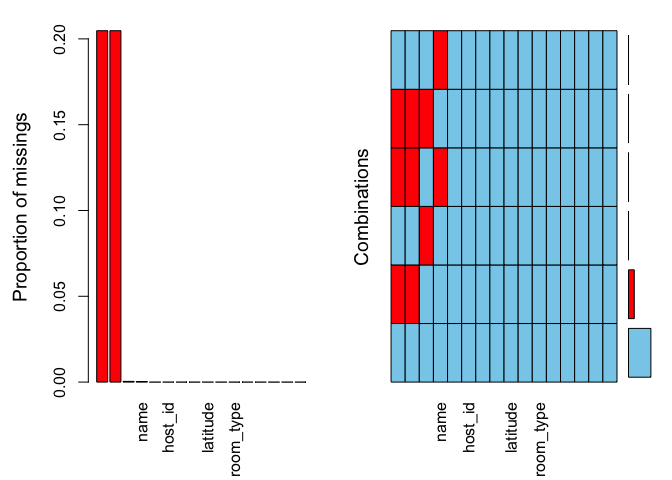 Proportion of missings
0.20
0.15
0.10
0.05
0.00
name
host_id
latitude
room_type
Combinations
name
host_id
latitude
room_type